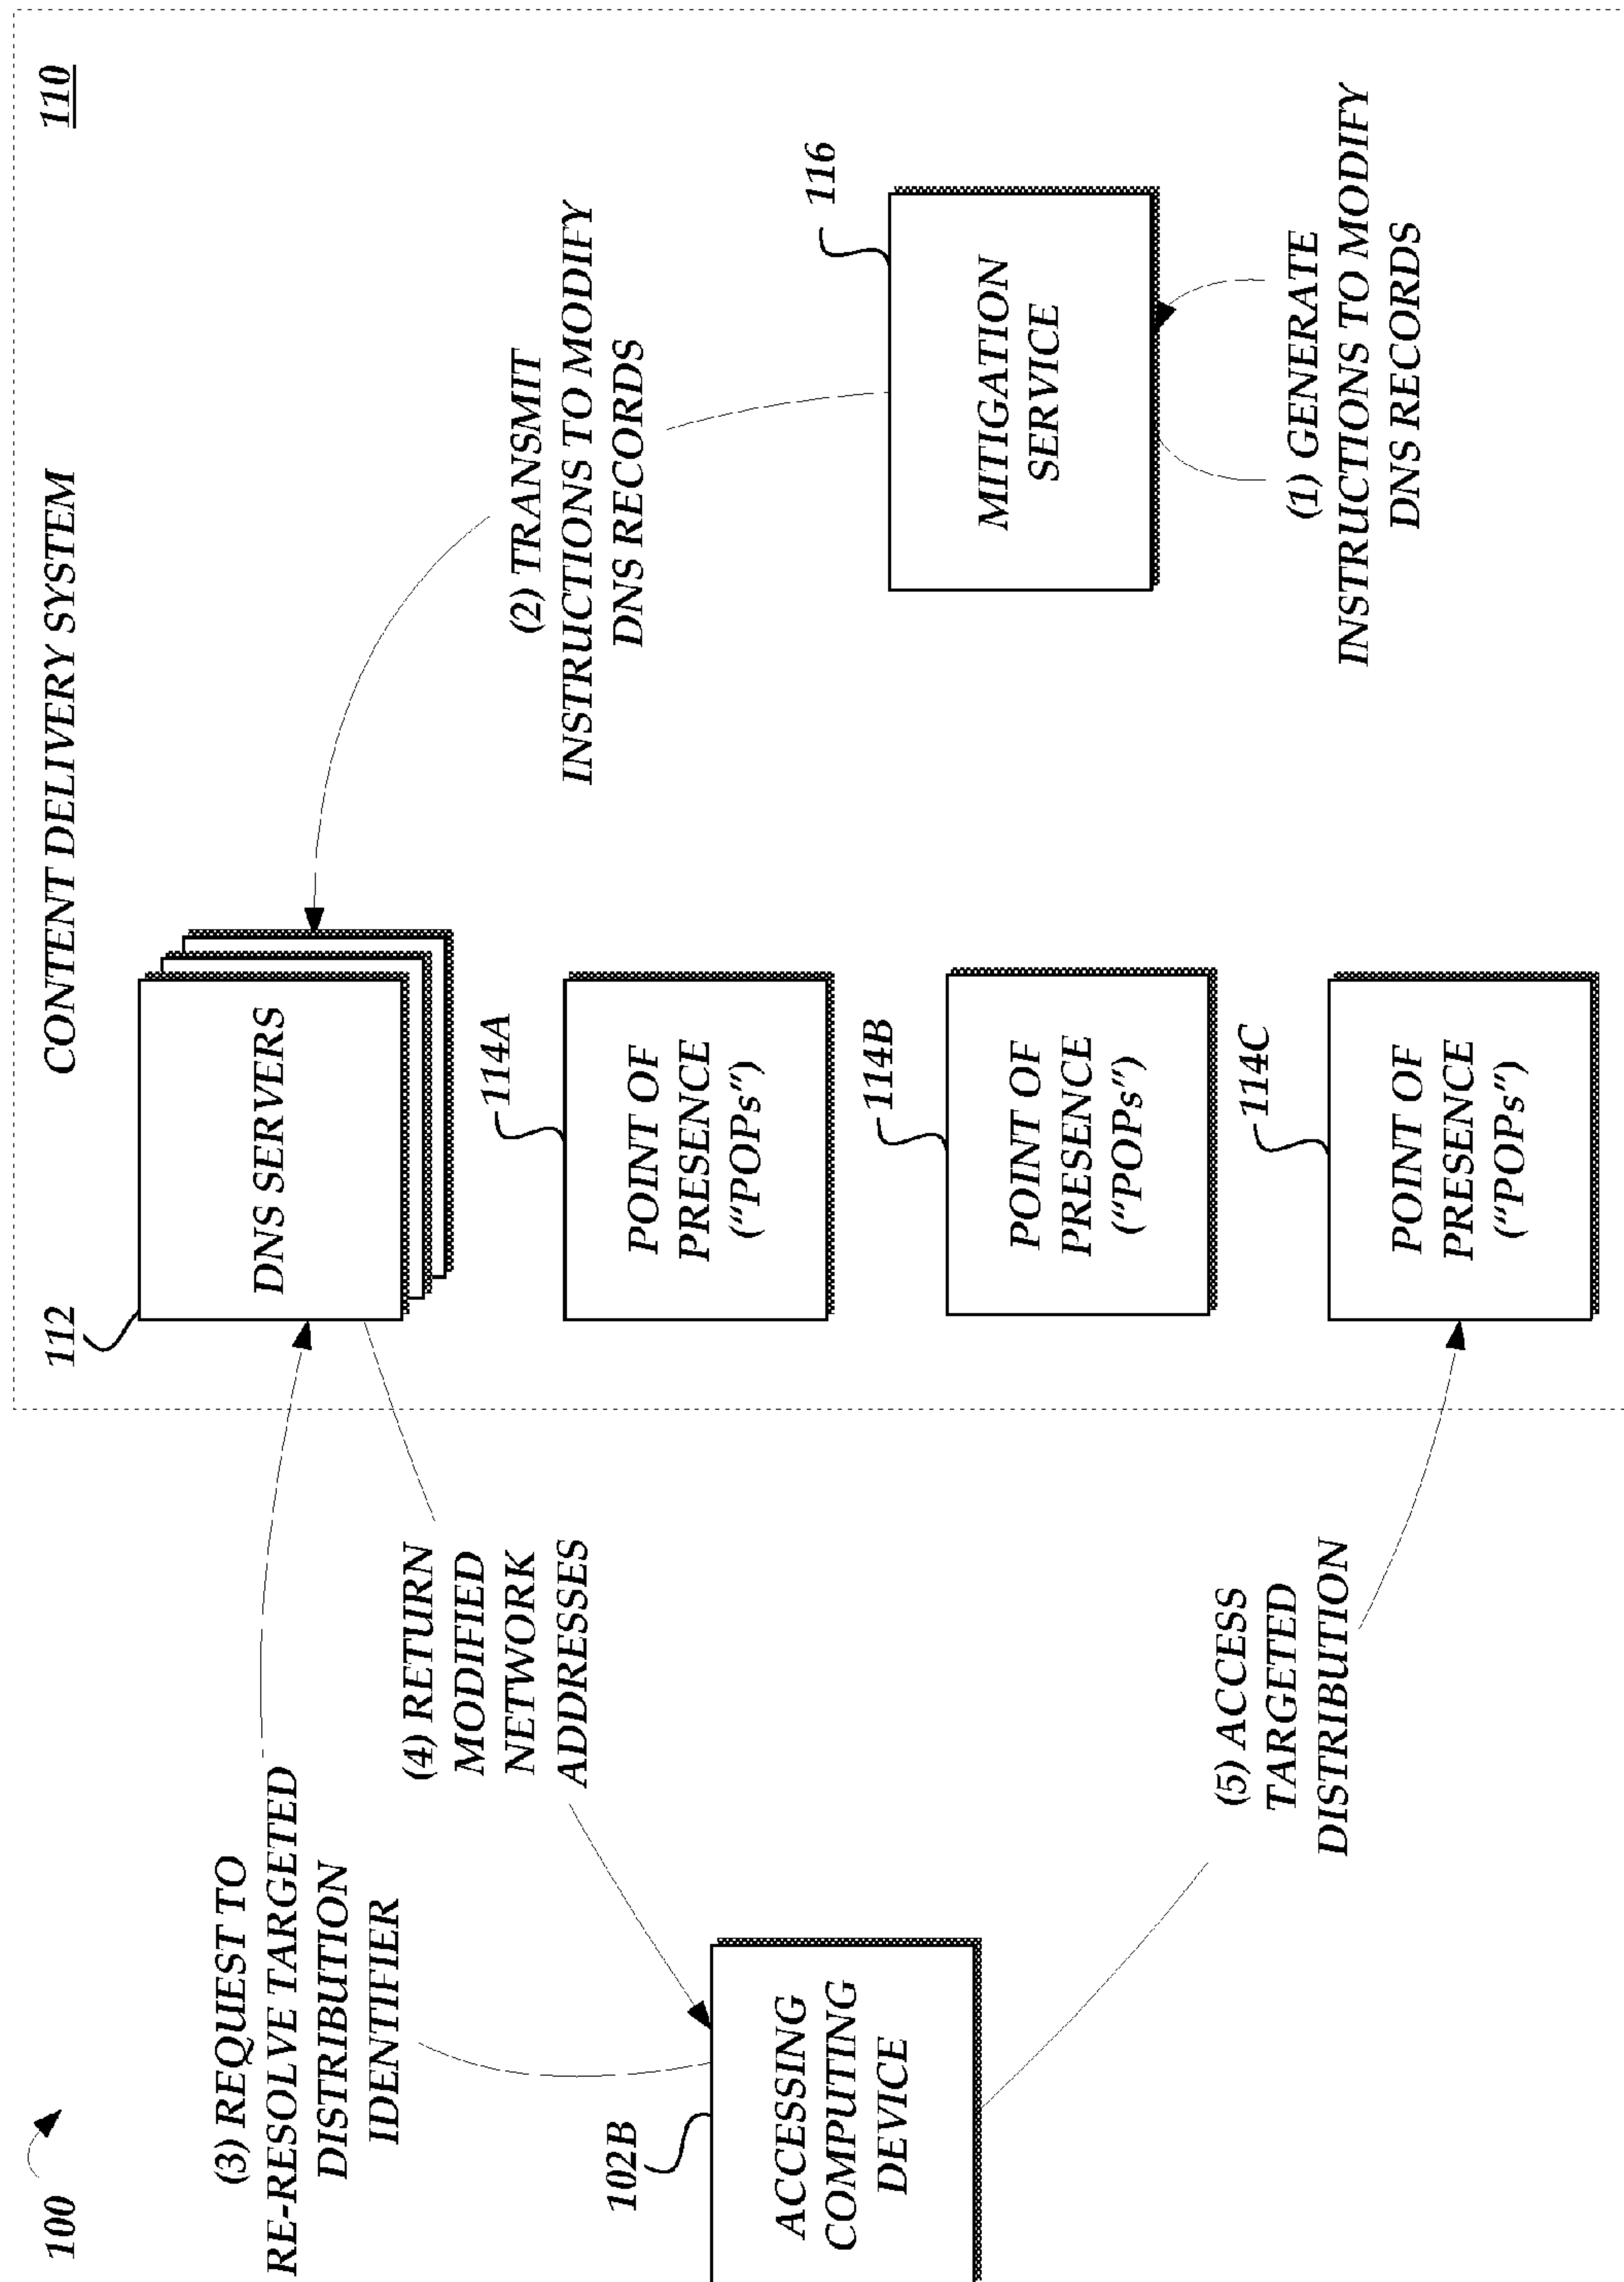 100
CONTENT DELIVERY SYSTEM
110
112
DNS SERVERS
(3) REQUEST TO
RE-RESOLVE TARGETED
DISTRIBUTION
IDENTIFIER
(4) RETURN
MODIFIED
NETWORK
ADDRESSES
(2) TRANSMIT
INSTRUCTIONS TO MODIFY
DNS RECORDS
114A
POINT OF
PRESENCE
("POPs")
102B
ACCESSING
COMPUTING
DEVICE
116
MITIGATION
SERVICE
114B
POINT OF
PRESENCE
("POPs")
(5) ACCESS
TARGETED
DISTRIBUTION
114C
POINT OF
PRESENCE
("POPs")
(1) GENERATE
INSTRUCTIONS TO MODIFY
DNS RECORDS